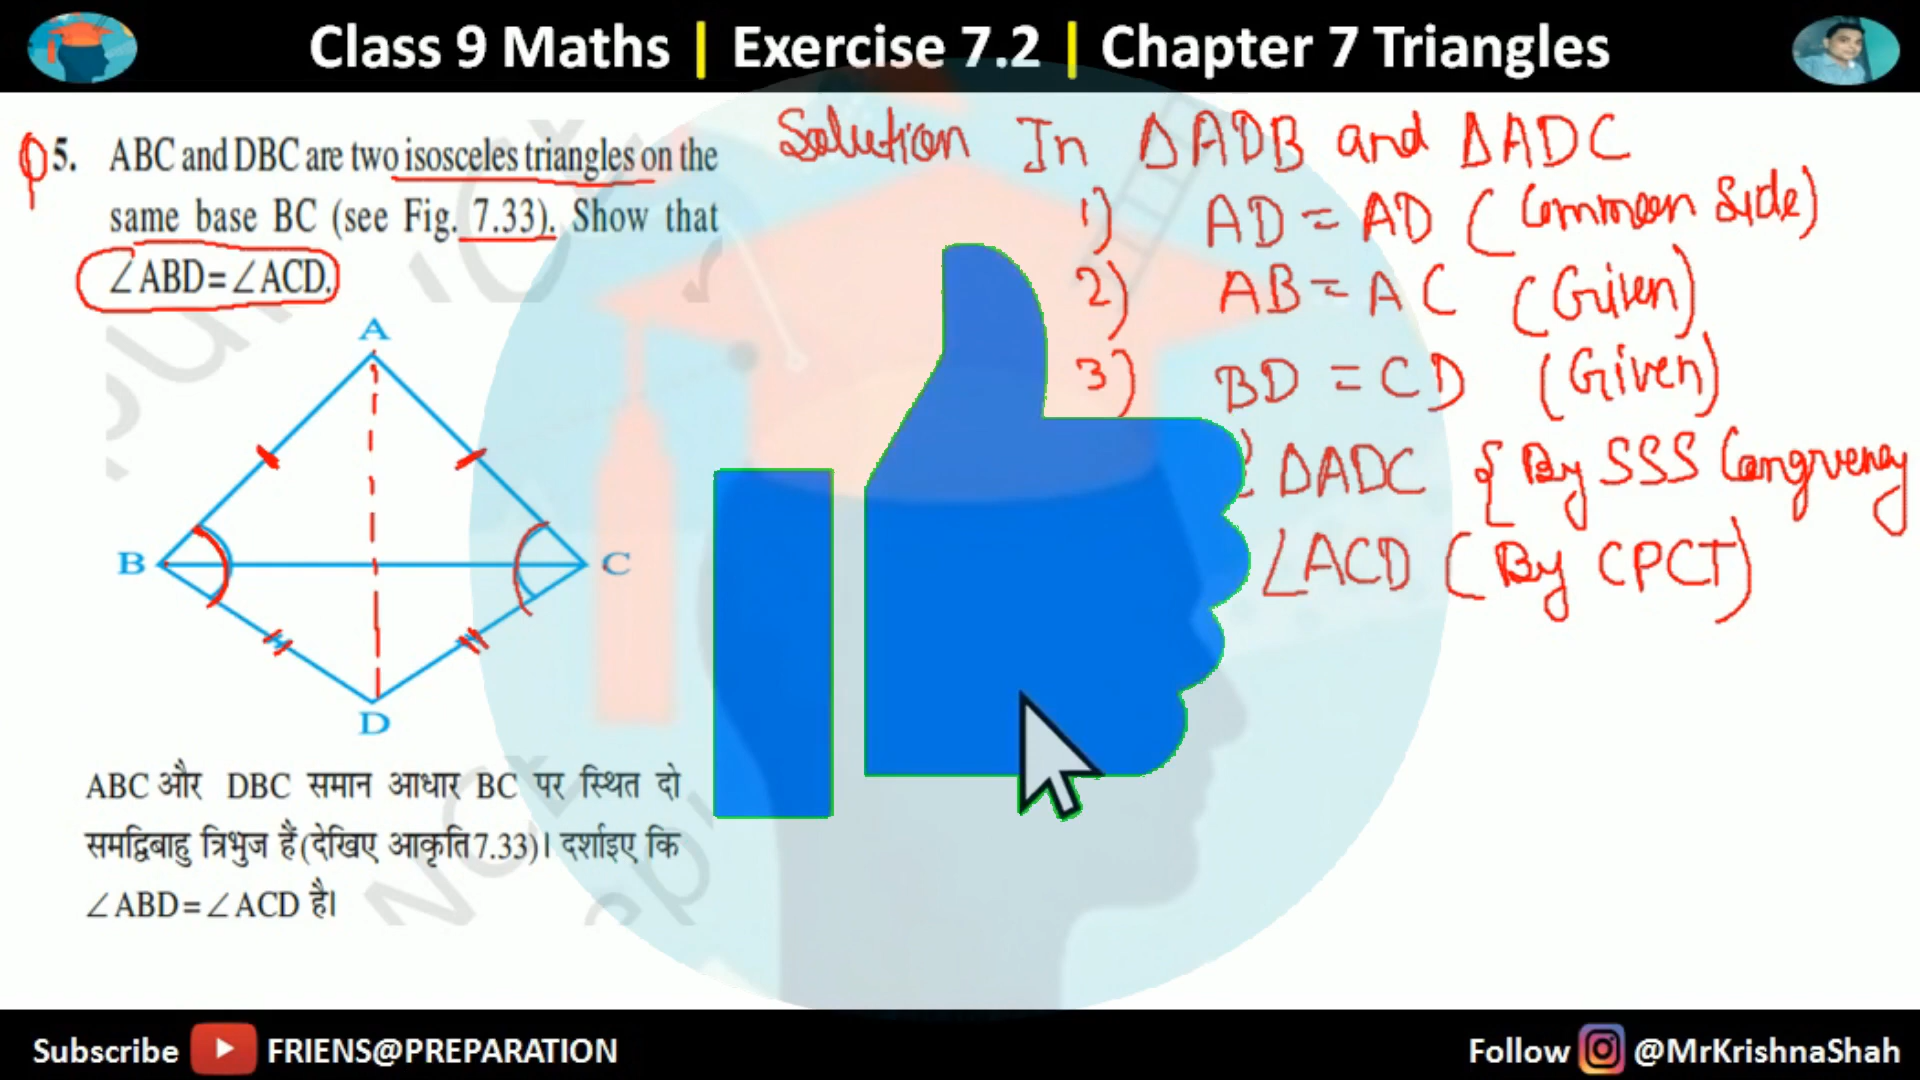 Class 9 Maths | Exercise 7.2 | Chapter 7 Triangles
5. ABC and DBC are two isosceles triangles on the
same base BC (see Fig. 7.33). Show that
∠ABD=∠ACD.
A
B
C
D
ABC और DBC समान आधार BC पर स्थित दो
समद्विबाहु त्रिभुज हैं (देखिए आकृति 7.33)। दर्शाइए कि
∠ABD=∠ACD है।
Solution In ΔADB and ΔADC
1) AD = AD (Common Side)
2) AB = AC (Given)
3) BD = CD (Given)
ΔADC { By SSS Congruency
∠ACD (By CPCT)
Subscribe FRIENS@PREPARATION
Follow @MrKrishnaShah